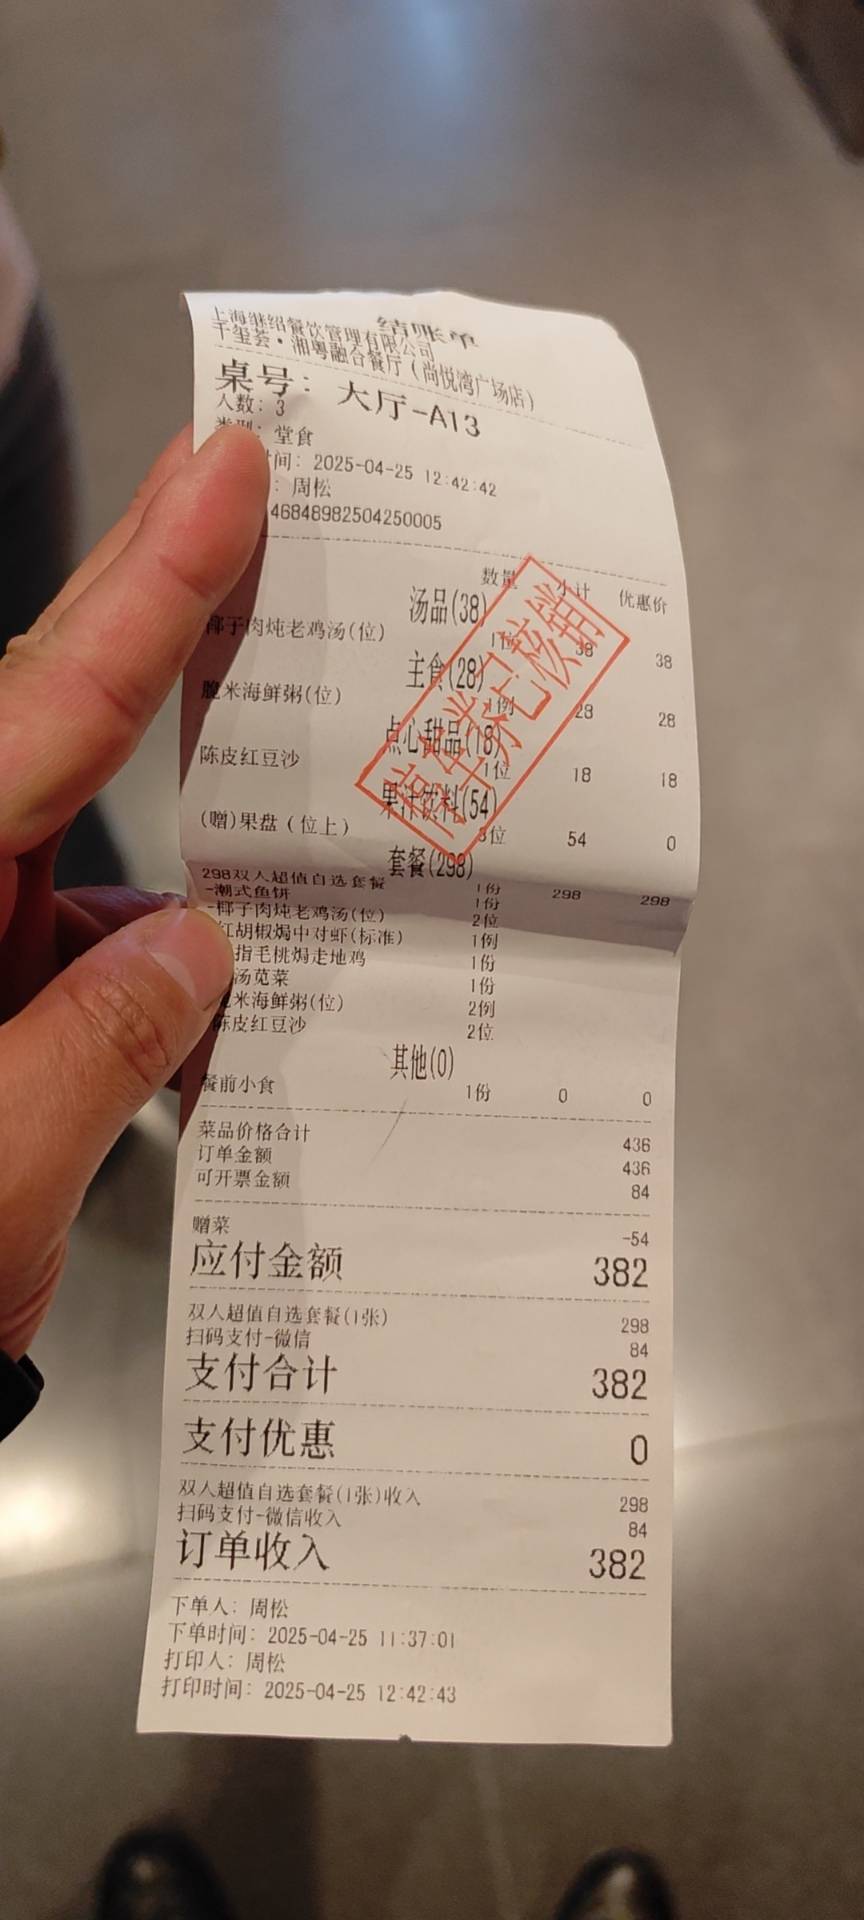 结账单
上海继绍餐饮管理有限公司
千玺荟·湘粤融合餐厅(尚悦湾广场店)
桌号: 大厅-A13
人数: 3
类型: 堂食
时间: 2025-04-25 12:42:42
: 周松
46848982504250005
数量 小计 优惠价
汤品(38)
椰子肉炖老鸡汤(位) 1位 38 38
主食(28)
脆米海鲜粥(位) 1例 28 28
点心甜品(18)
陈皮红豆沙 1位 18 18
果汁饮料(54)
(赠)果盘(位上) 3位 54 0
套餐(298)
298双人超值自选套餐 1份 298 298
-潮式鱼饼 1份
-椰子肉炖老鸡汤(位) 2位
红胡椒焗中对虾(标准) 1例
指毛桃焗走地鸡 1份
汤苋菜 1份
米海鲜粥(位) 2例
陈皮红豆沙 2位
其他(0)
餐前小食 1份 0 0
菜品价格合计 436
订单金额 436
可开票金额 84
赠菜 -54
应付金额 382
双人超值自选套餐(1张) 298
扫码支付-微信 84
支付合计 382
支付优惠 0
双人超值自选套餐(1张)收入 298
扫码支付-微信收入 84
订单收入 382
下单人: 周松
下单时间: 2025-04-25 11:37:01
打印人: 周松
打印时间: 2025-04-25 12:42:43
停车券已核销